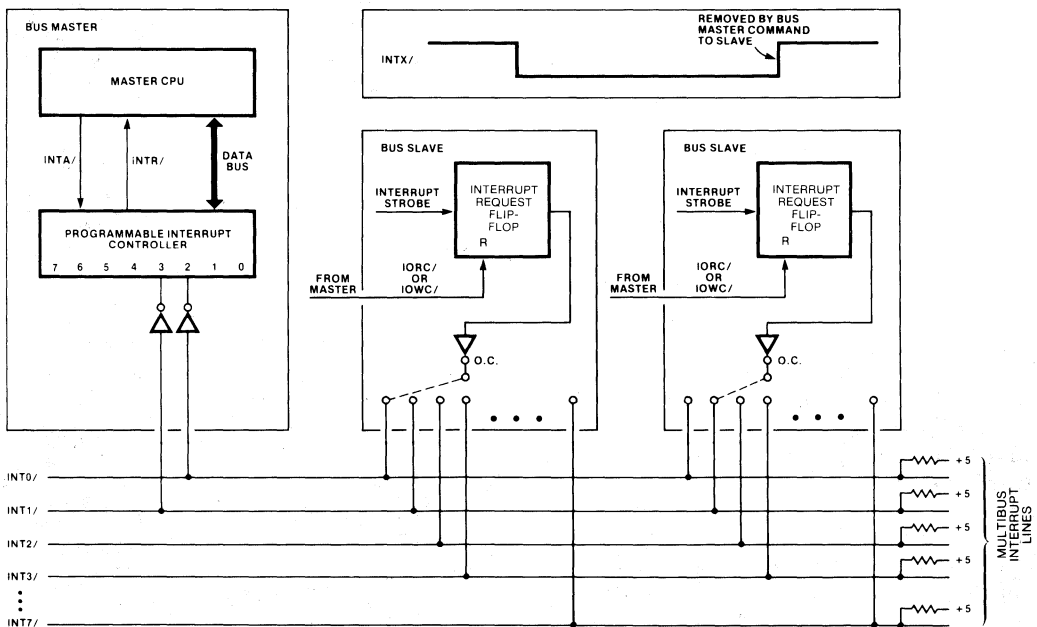 BUS MASTER
MASTER CPU
INTA/
INTR/
DATA
BUS
PROGRAMMABLE INTERRUPT
CONTROLLER
7 6 5 4 3 2 1 0
INTX/
REMOVED BY BUS
MASTER COMMAND
TO SLAVE
BUS SLAVE
INTERRUPT
STROBE
INTERRUPT
REQUEST
FLIP-
FLOP
R
FROM
MASTER
IORC/
OR
IOWC/
O.C.
BUS SLAVE
INTERRUPT
STROBE
INTERRUPT
REQUEST
FLIP-
FLOP
R
FROM
MASTER
IORC/
OR
IOWC/
O.C.
INT0/
+5
INT1/
+5
INT2/
+5
INT3/
+5
INT7/
+5
MULTIBUS
INTERRUPT
LINES